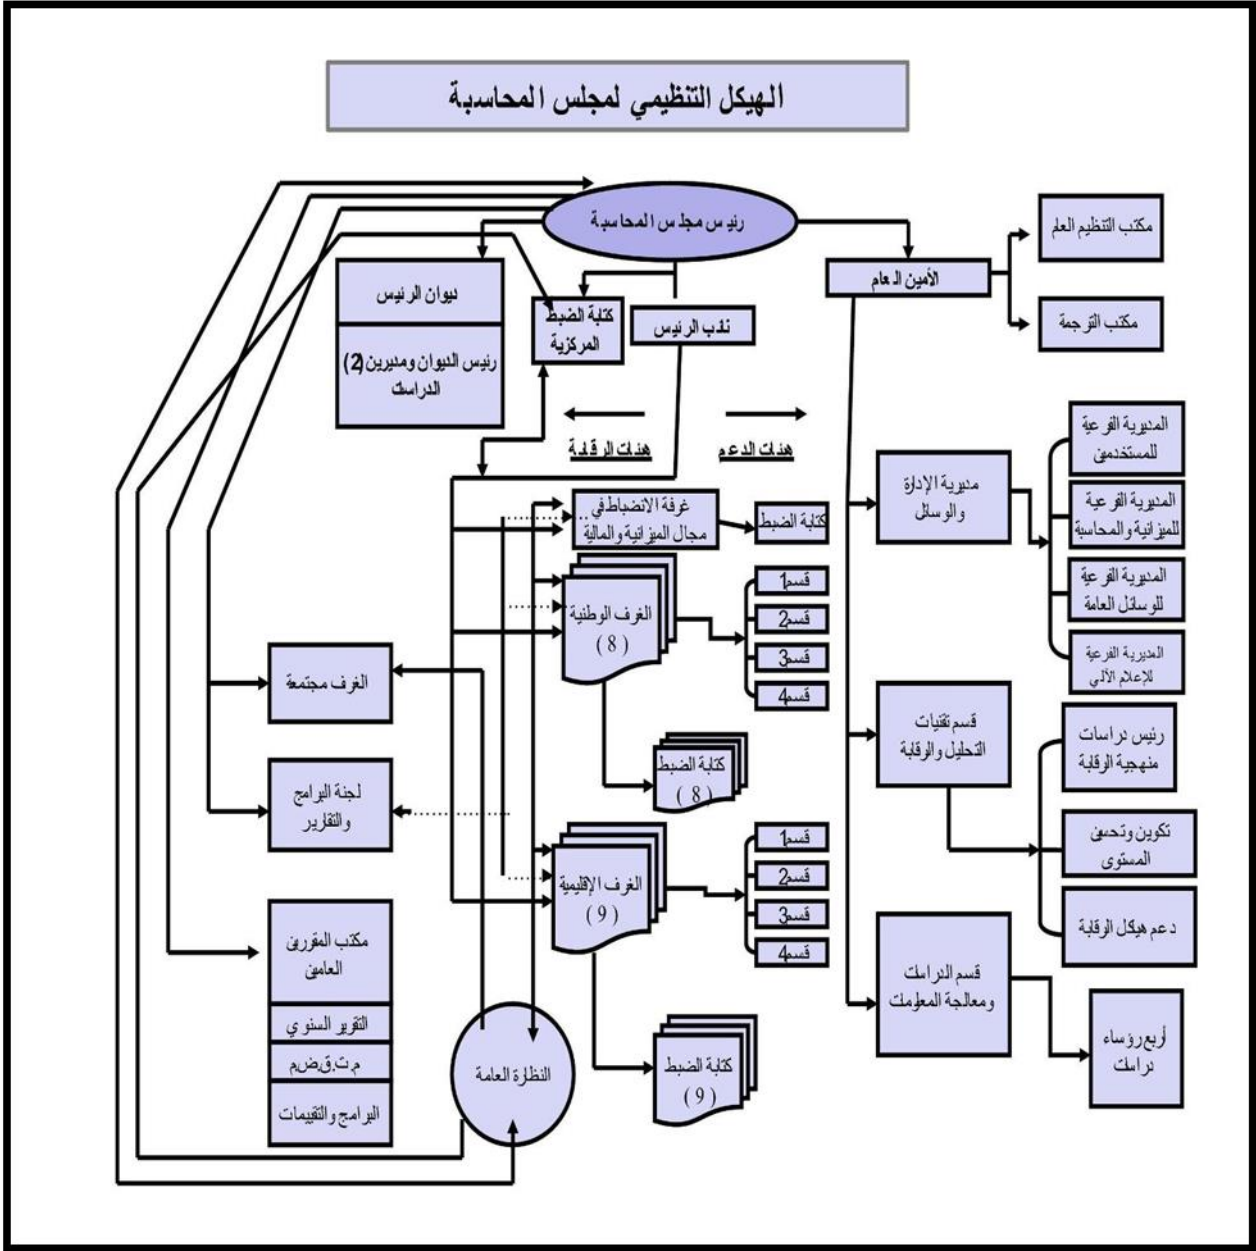 الهيكل التنظيمي لمجلس المحاسبة
رئيس مجلس المحاسبة
مكتب التنظيم العام
الأمين العام
مكتب الترجمة
ديوان الرئيس
رئيس الديوان ومديرين (2)
الدراسات
كتابة الضبط
المركزية
نائب الرئيس
هئات الرقابة
هئات الدعم
المديرية الفرعية
للمستخدمين
المديرية الفرعية
للميزانية والمحاسبة
المديرية الفرعية
للوسائل العامة
المديرية الفرعية
للإعلام الآلي
مديرية الإدارة
والوسائل
غرفة الانضباط في
مجال الميزانية والمالية
كتابة الضبط
الغرف الوطنية
(8)
قسم1
قسم2
قسم3
قسم4
كتابة الضبط
(8)
الغرف مجتمعة
لجنة البرامج
والتقارير
قسم تقنيات
التحليل والرقابة
رئيس دراسات
منهجية الرقابة
تكوين وتحسين
المستوى
دعم هيكل الرقابة
الغرف الإقليمية
(9)
قسم1
قسم2
قسم3
قسم4
كتابة الضبط
(9)
مكتب المقررين
العامين
التقرير السنوي
م.ت.ق.ض.م
البرامج والتقييمات
النظارة العامة
قسم الدراسات
ومعالجة المعلومات
أربع رؤساء
دراسات